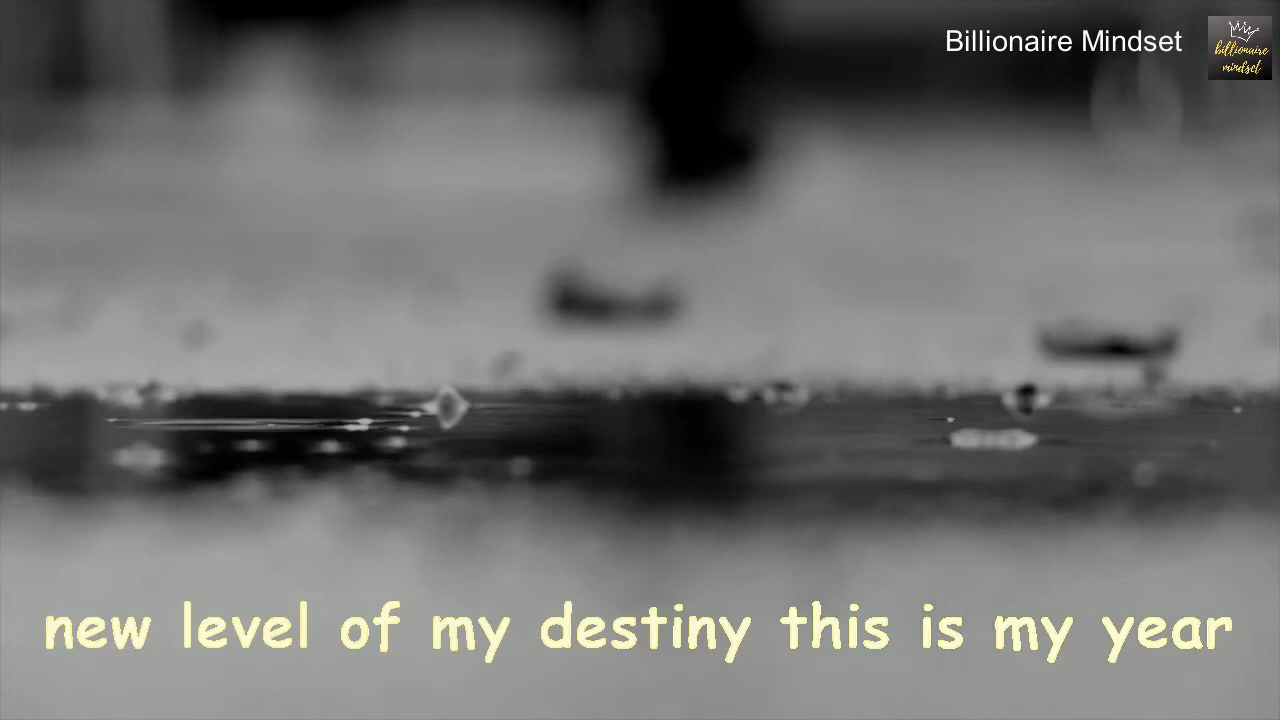 Billionaire Mindset
billionaire
mindset
new level of my destiny this is my year